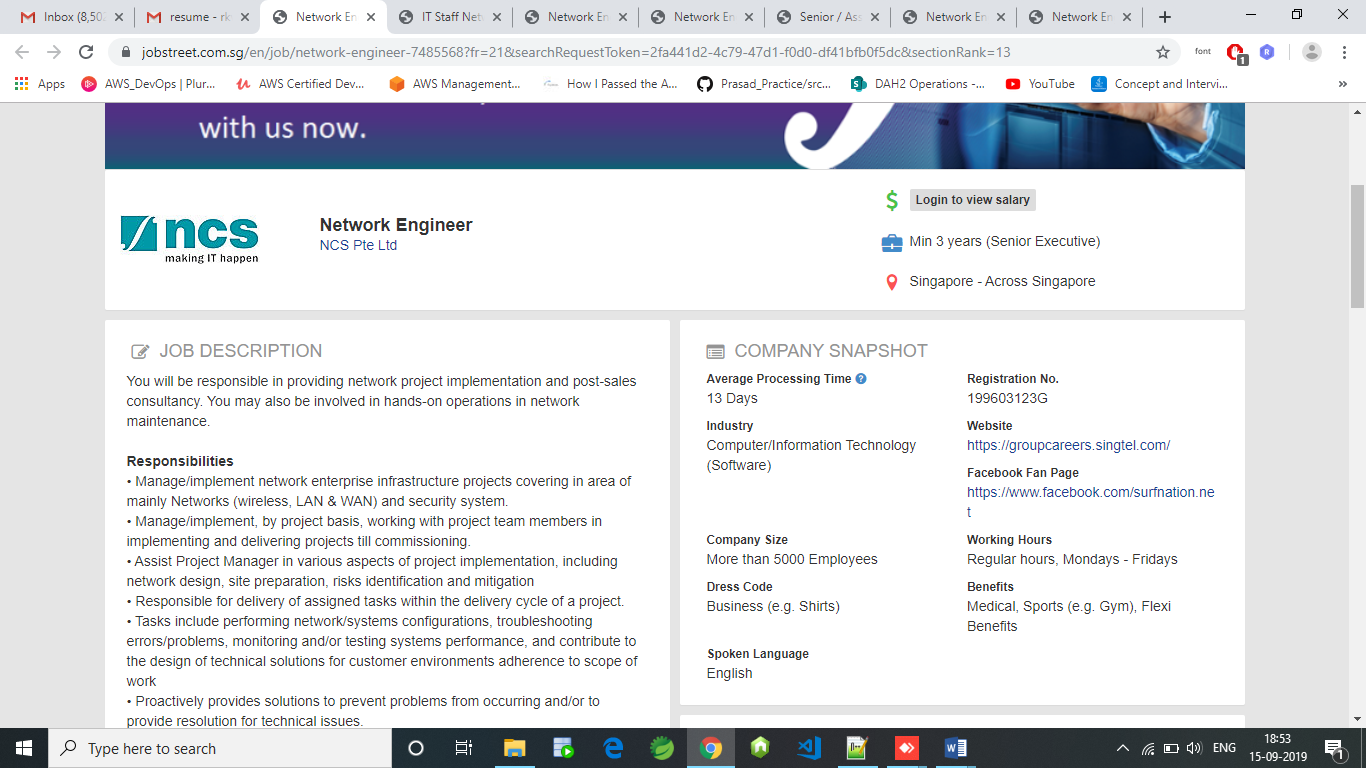 Inbox (8,502
resume - rk
Network En
IT Staff Netw
Network En
Network En
Senior / Ass
Network En
Network En
jobstreet.com.sg/en/job/network-engineer-7485568?fr=21&searchRequestToken=2fa441d2-4c79-47d1-f0d0-df41bfb0f5dc&sectionRank=13
font
1
R
Apps
AWS_DevOps | Plur...
AWS Certified Dev...
AWS Management...
How I Passed the A...
Prasad_Practice/src...
DAH2 Operations -...
YouTube
Concept and Intervi...
»
with us now.
ncs
making IT happen
Network Engineer
NCS Pte Ltd
$ Login to view salary
Min 3 years (Senior Executive)
Singapore - Across Singapore
JOB DESCRIPTION
You will be responsible in providing network project implementation and post-sales
consultancy. You may also be involved in hands-on operations in network
maintenance.
Responsibilities
• Manage/implement network enterprise infrastructure projects covering in area of
mainly Networks (wireless, LAN & WAN) and security system.
• Manage/implement, by project basis, working with project team members in
implementing and delivering projects till commissioning.
• Assist Project Manager in various aspects of project implementation, including
network design, site preparation, risks identification and mitigation
• Responsible for delivery of assigned tasks within the delivery cycle of a project.
• Tasks include performing network/systems configurations, troubleshooting
errors/problems, monitoring and/or testing systems performance, and contribute to
the design of technical solutions for customer environments adherence to scope of
work
• Proactively provides solutions to prevent problems from occurring and/or to
provide resolution for technical issues.
COMPANY SNAPSHOT
Average Processing Time ?
13 Days
Registration No.
199603123G
Industry
Computer/Information Technology
(Software)
Website
https://groupcareers.singtel.com/
Facebook Fan Page
https://www.facebook.com/surfnation.ne
t
Company Size
More than 5000 Employees
Working Hours
Regular hours, Mondays - Fridays
Dress Code
Business (e.g. Shirts)
Benefits
Medical, Sports (e.g. Gym), Flexi
Benefits
Spoken Language
English
Type here to search
ENG
18:53
15-09-2019
1